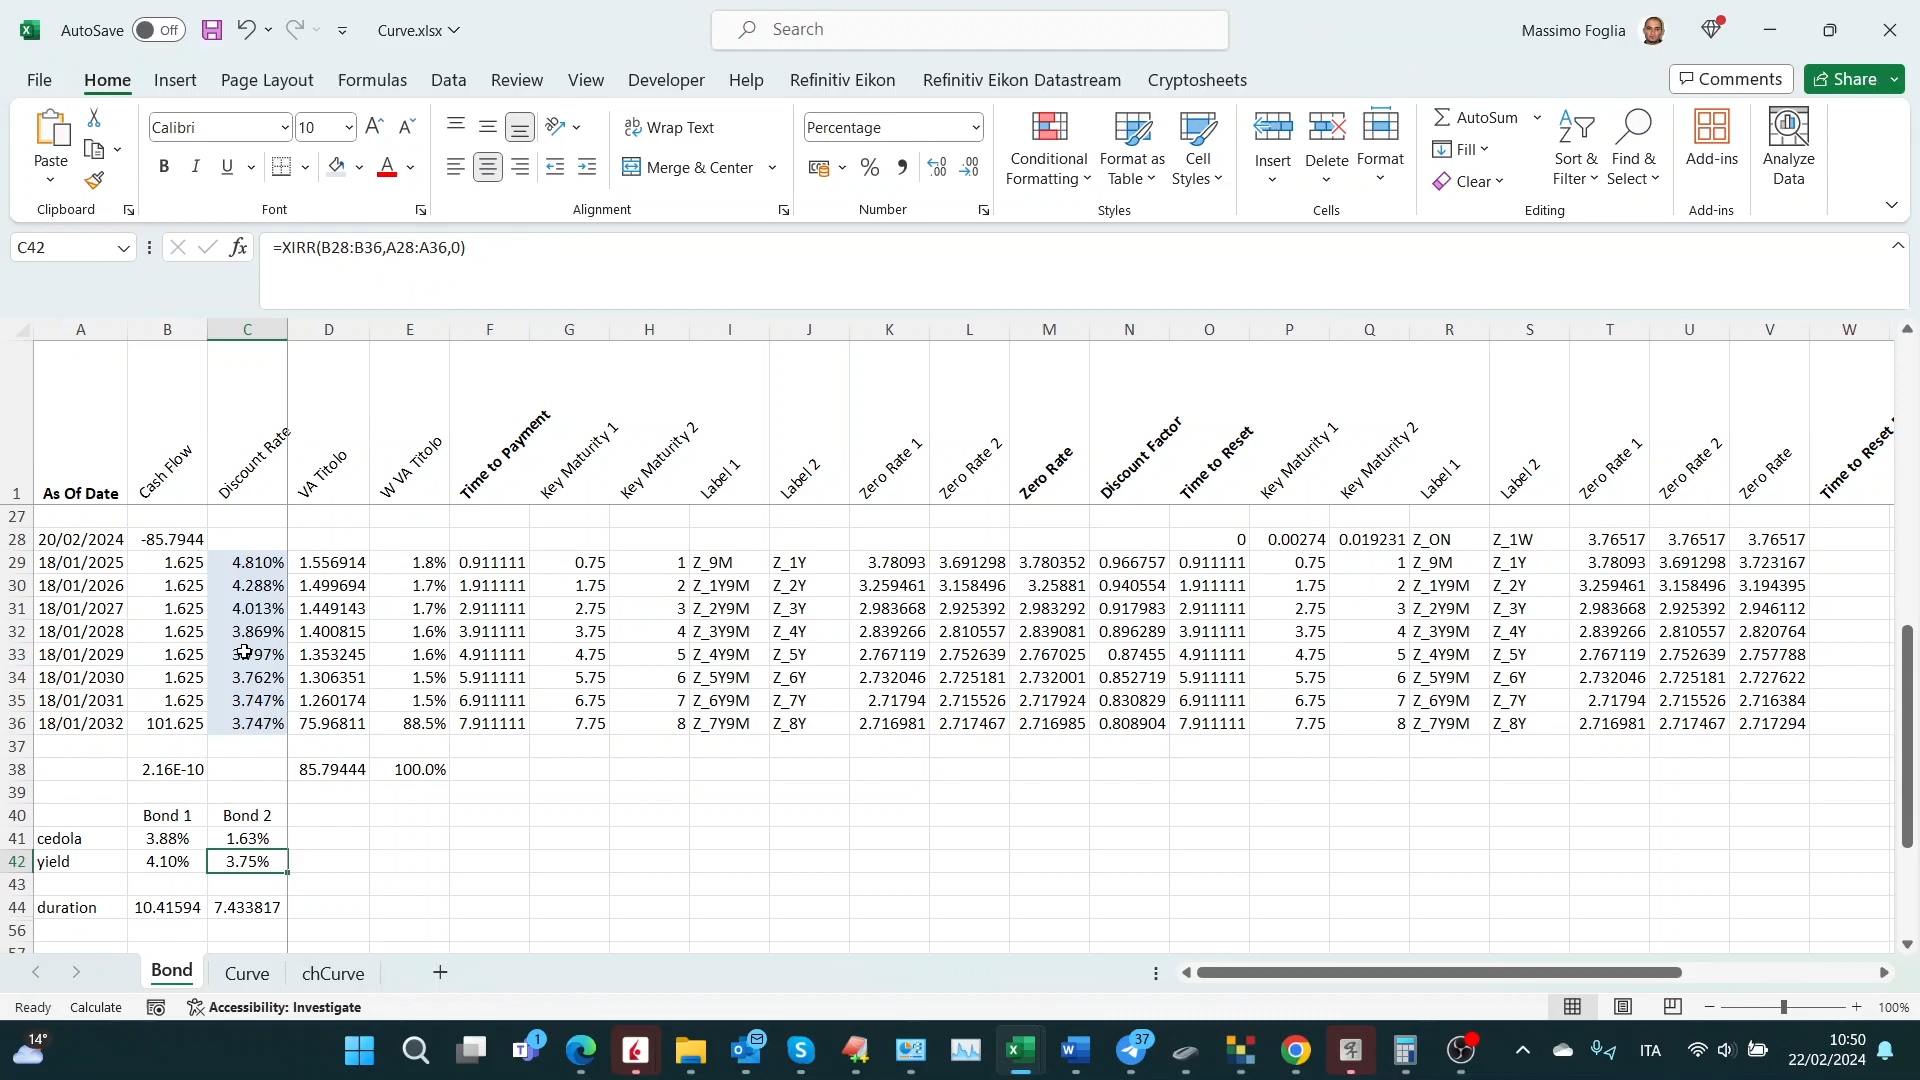 AutoSave Off Curve.xlsx Search Massimo Foglia
File Home Insert Page Layout Formulas Data Review View Developer Help Refinitiv Eikon Refinitiv Eikon Datastream Cryptosheets Comments Share
Paste Calibri 10 Wrap Text Percentage Conditional Formatting Format as Table Cell Styles Insert Delete Format AutoSum Sort & Filter Find & Select Add-ins Analyze Data
B I U A Merge & Center % Fill
Clear
Clipboard Font Alignment Number Styles Cells Editing Add-ins
C42 fx =XIRR(B28:B36,A28:A36,0)
A B C D E F G H I J K L M N O P Q R S T U V W
1 As Of Date Cash Flow Discount Rate VA Titolo W VA Titolo Time to Payment Key Maturity 1 Key Maturity 2 Label 1 Label 2 Zero Rate 1 Zero Rate 2 Zero Rate Discount Factor Time to Reset Key Maturity 1 Key Maturity 2 Label 1 Label 2 Zero Rate 1 Zero Rate 2 Zero Rate Time to Reset
27
28 20/02/2024 -85.7944 0 0.00274 0.019231 Z_ON Z_1W 3.76517 3.76517 3.76517
29 18/01/2025 1.625 4.810% 1.556914 1.8% 0.911111 0.75 1 Z_9M Z_1Y 3.78093 3.691298 3.780352 0.966757 0.911111 0.75 1 Z_9M Z_1Y 3.78093 3.691298 3.723167
30 18/01/2026 1.625 4.288% 1.499694 1.7% 1.911111 1.75 2 Z_1Y9M Z_2Y 3.259461 3.158496 3.25881 0.940554 1.911111 1.75 2 Z_1Y9M Z_2Y 3.259461 3.158496 3.194395
31 18/01/2027 1.625 4.013% 1.449143 1.7% 2.911111 2.75 3 Z_2Y9M Z_3Y 2.983668 2.925392 2.983292 0.917983 2.911111 2.75 3 Z_2Y9M Z_3Y 2.983668 2.925392 2.946112
32 18/01/2028 1.625 3.869% 1.400815 1.6% 3.911111 3.75 4 Z_3Y9M Z_4Y 2.839266 2.810557 2.839081 0.896289 3.911111 3.75 4 Z_3Y9M Z_4Y 2.839266 2.810557 2.820764
33 18/01/2029 1.625 1.353245 1.6% 4.911111 4.75 5 Z_4Y9M Z_5Y 2.767119 2.752639 2.767025 0.87455 4.911111 4.75 5 Z_4Y9M Z_5Y 2.767119 2.752639 2.757788
34 18/01/2030 1.625 3.762% 1.306351 1.5% 5.911111 5.75 6 Z_5Y9M Z_6Y 2.732046 2.725181 2.732001 0.852719 5.911111 5.75 6 Z_5Y9M Z_6Y 2.732046 2.725181 2.727622
35 18/01/2031 1.625 3.747% 1.260174 1.5% 6.911111 6.75 7 Z_6Y9M Z_7Y 2.71794 2.715526 2.717924 0.830829 6.911111 6.75 7 Z_6Y9M Z_7Y 2.71794 2.715526 2.716384
36 18/01/2032 101.625 3.747% 75.96811 88.5% 7.911111 7.75 8 Z_7Y9M Z_8Y 2.716981 2.717467 2.716985 0.808904 7.911111 7.75 8 Z_7Y9M Z_8Y 2.716981 2.717467 2.717294
37
38 2.16E-10 85.79444 100.0%
39
40 Bond 1 Bond 2
41 cedola 3.88% 1.63%
42 yield 4.10% 3.75%
43
44 duration 10.41594 7.433817
56
57
Bond Curve chCurve
Ready Calculate Accessibility: Investigate 100%
14° 1 37 ITA 10:50
22/02/2024